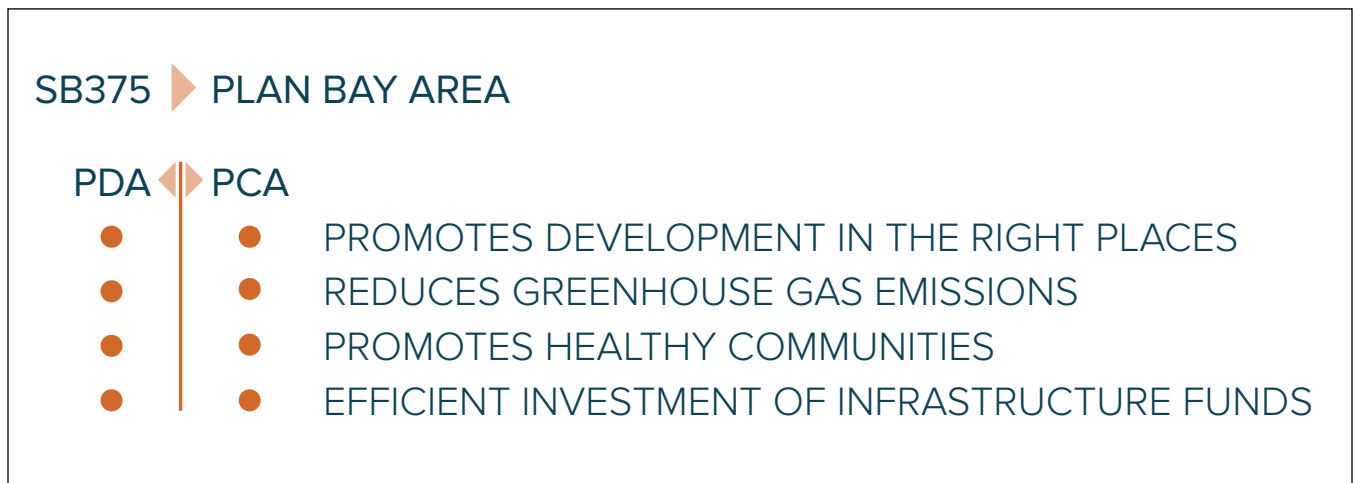 SB375 PLAN BAY AREA
PDA PCA
PROMOTES DEVELOPMENT IN THE RIGHT PLACES
REDUCES GREENHOUSE GAS EMISSIONS
PROMOTES HEALTHY COMMUNITIES
EFFICIENT INVESTMENT OF INFRASTRUCTURE FUNDS